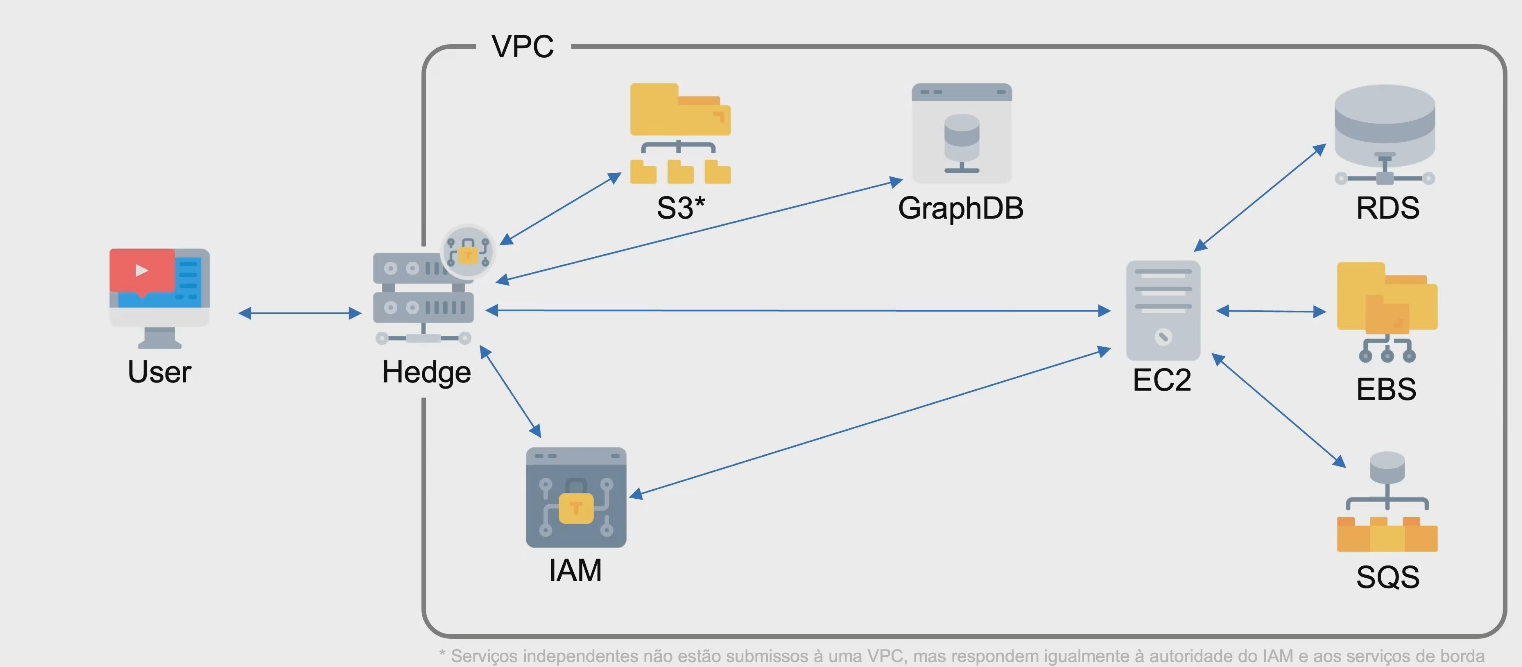 VPC
S3*
GraphDB
RDS
User
Hedge
EC2
EBS
IAM
SQS
* Serviços independentes não estão submissos à uma VPC, mas respondem igualmente à autoridade do IAM e aos serviços de borda